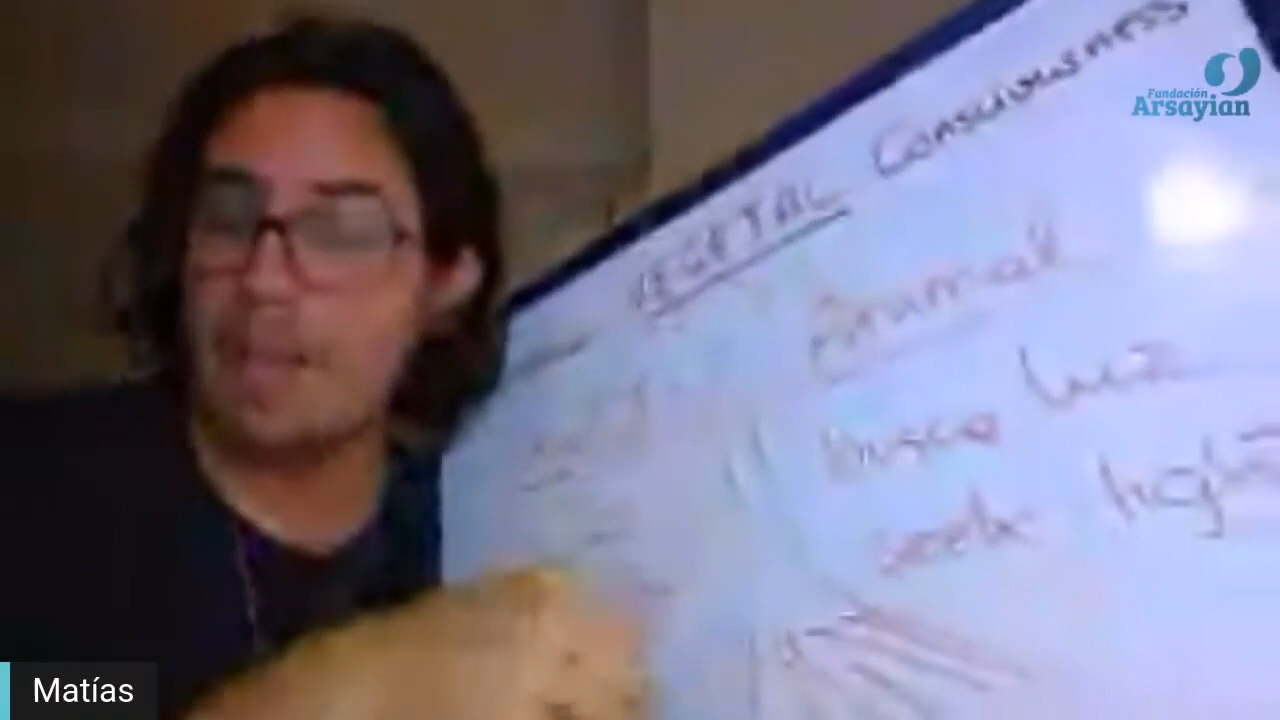 Fundación
Arsayian
VEGETAL Consciousness
Animal
busca luz
seek light
Matías